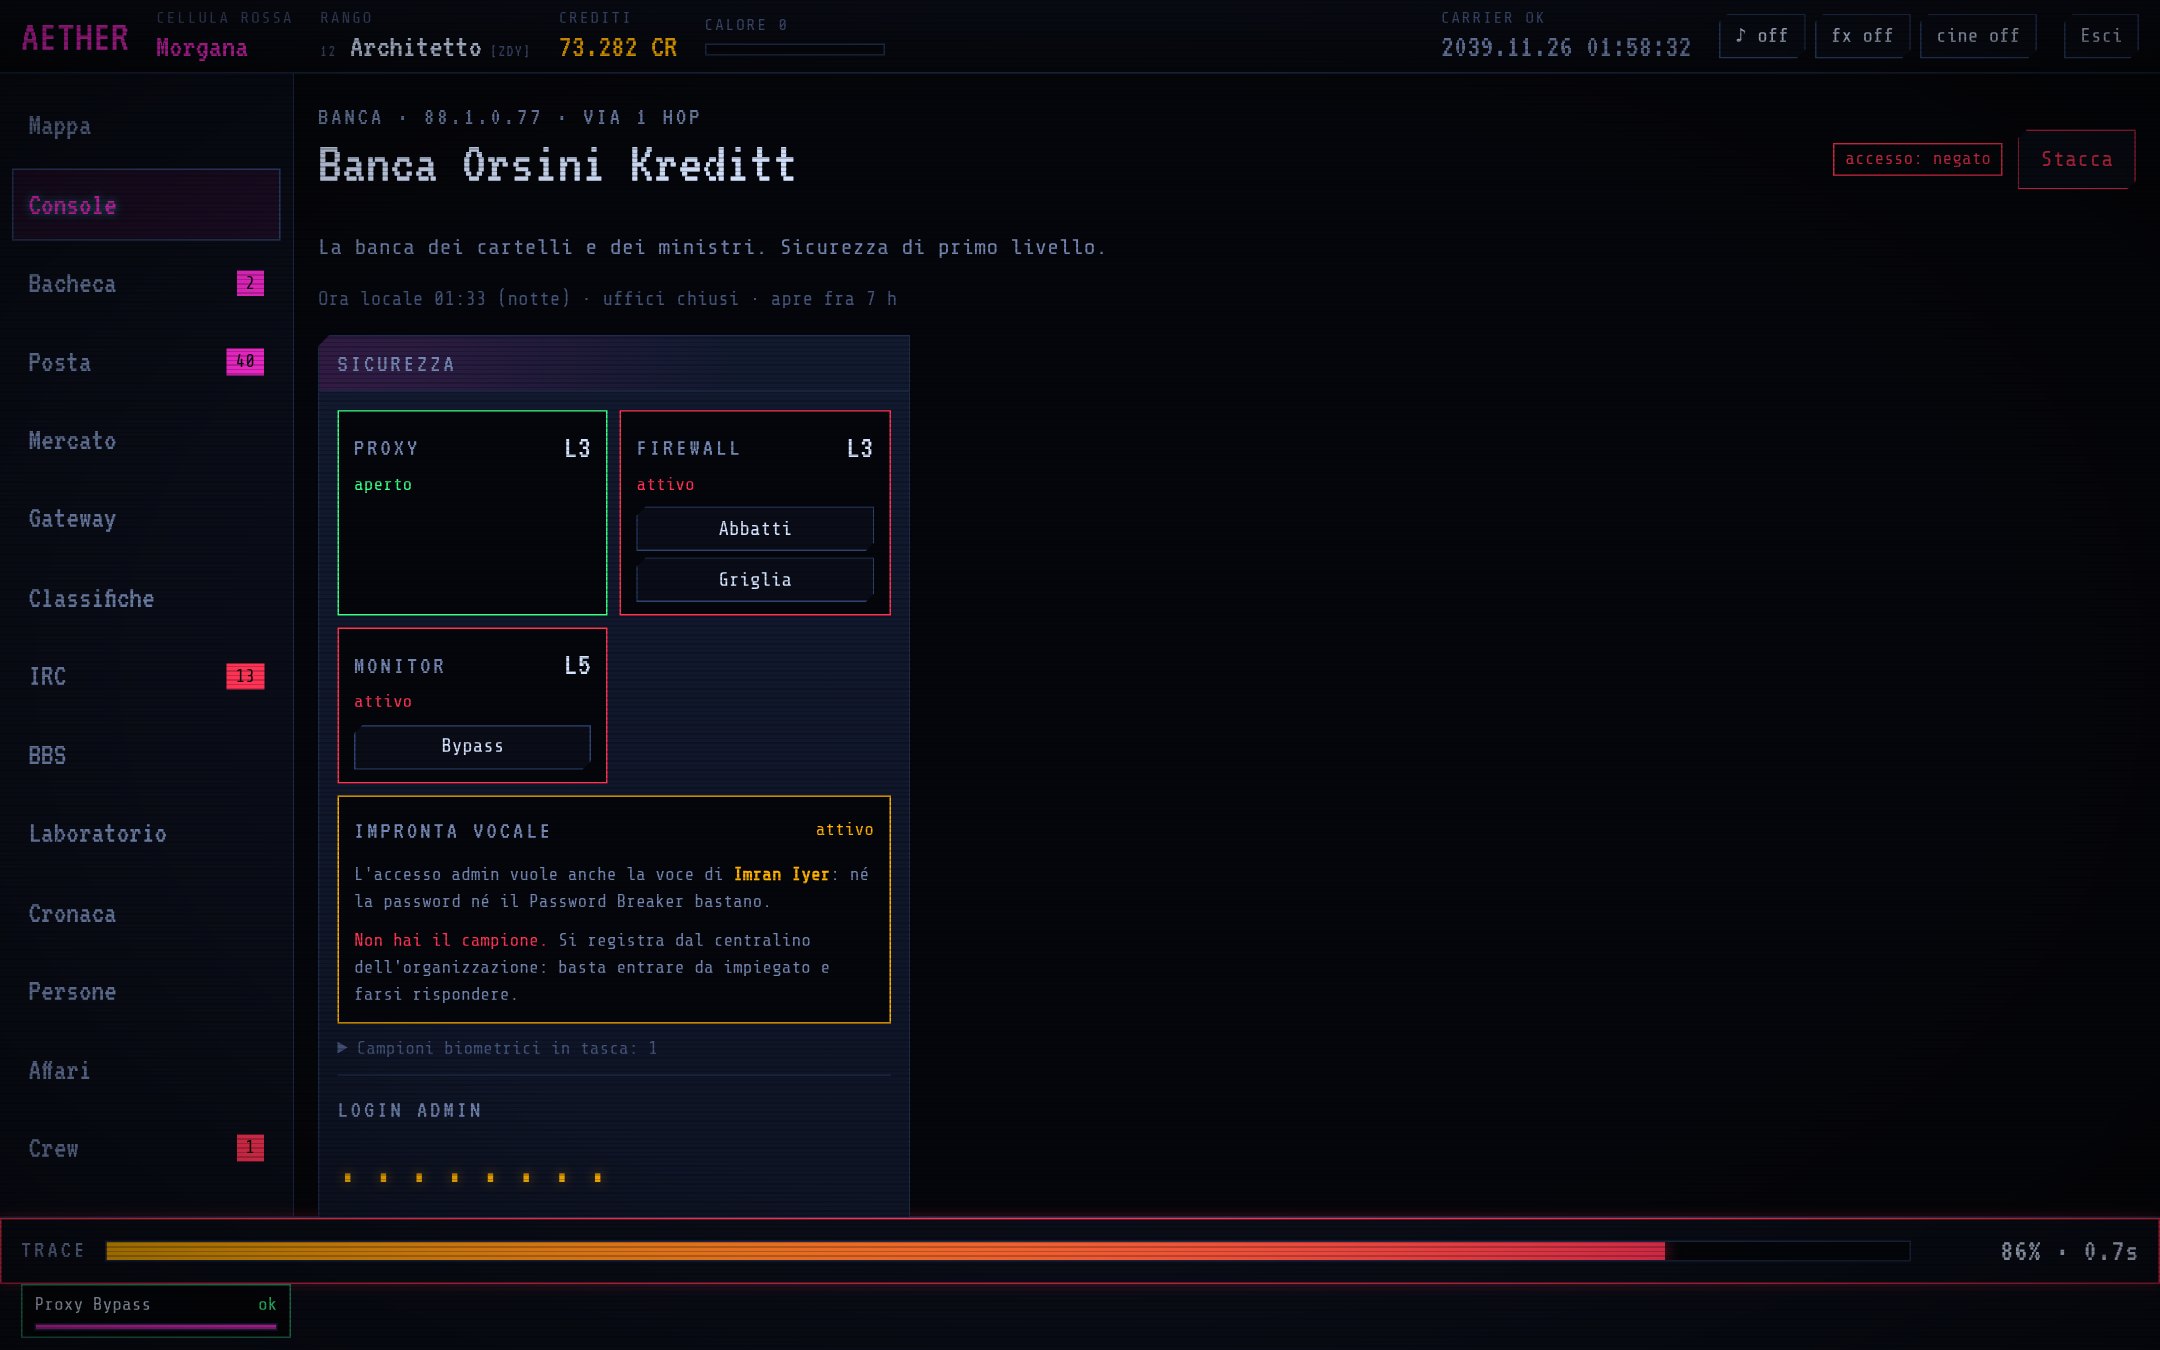 AETHER
CELLULA ROSSA
Morgana
RANGO
12 Architetto [ZDY]
CREDITI
73.282 CR
CALORE 0
CARRIER OK
2039.11.26 01:58:32
♪ off
fx off
cine off
Esci
Mappa
Console
Bacheca 2
Posta 40
Mercato
Gateway
Classifiche
IRC 13
BBS
Laboratorio
Cronaca
Persone
Affari
Crew 1
BANCA · 88.1.0.77 · VIA 1 HOP
Banca Orsini Kreditt
accesso: negato
Stacca
La banca dei cartelli e dei ministri. Sicurezza di primo livello.
Ora locale 01:33 (notte) · uffici chiusi · apre fra 7 h
SICUREZZA
PROXY L3
aperto
FIREWALL L3
attivo
Abbatti
Griglia
MONITOR L5
attivo
Bypass
IMPRONTA VOCALE attivo
L'accesso admin vuole anche la voce di Imran Iyer: né
la password né il Password Breaker bastano.
Non hai il campione. Si registra dal centralino
dell'organizzazione: basta entrare da impiegato e
farsi rispondere.
▶ Campioni biometrici in tasca: 1
LOGIN ADMIN
· · · · · · · ·
TRACE
86% · 0.7s
Proxy Bypass ok